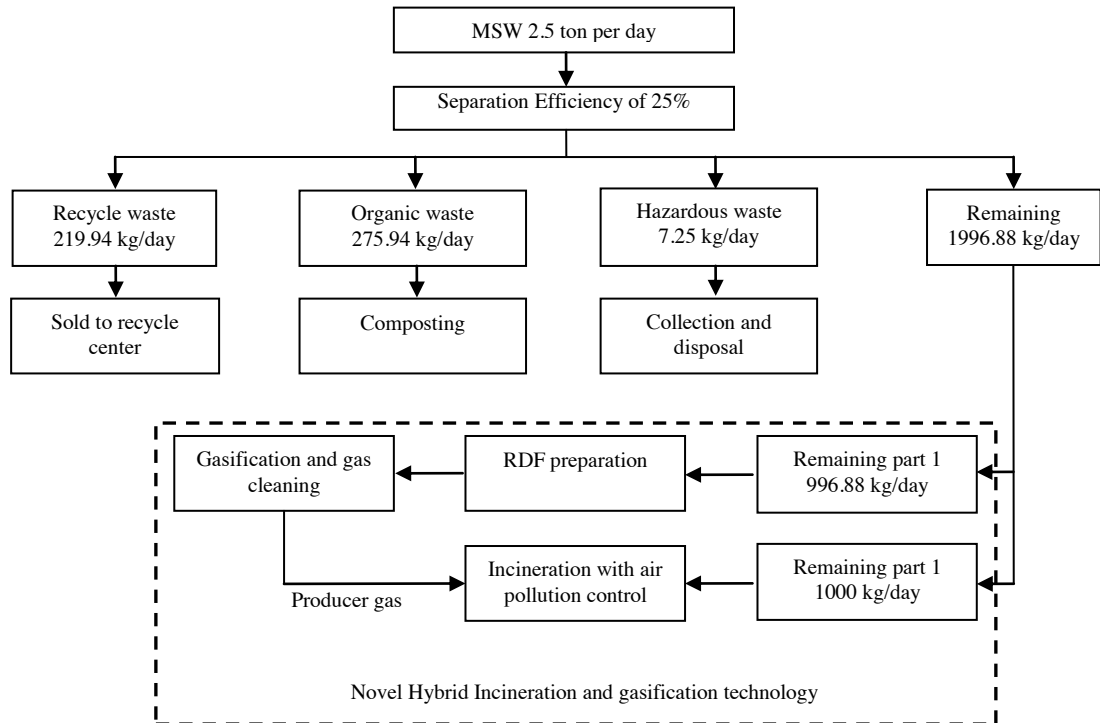 MSW 2.5 ton per day
Separation Efficiency of 25%
Recycle waste
219.94 kg/day
Organic waste
275.94 kg/day
Hazardous waste
7.25 kg/day
Remaining
1996.88 kg/day
Sold to recycle
center
Composting
Collection and
disposal
Gasification and gas
cleaning
RDF preparation
Remaining part 1
996.88 kg/day
Producer gas
Incineration with air
pollution control
Remaining part 1
1000 kg/day
Novel Hybrid Incineration and gasification technology